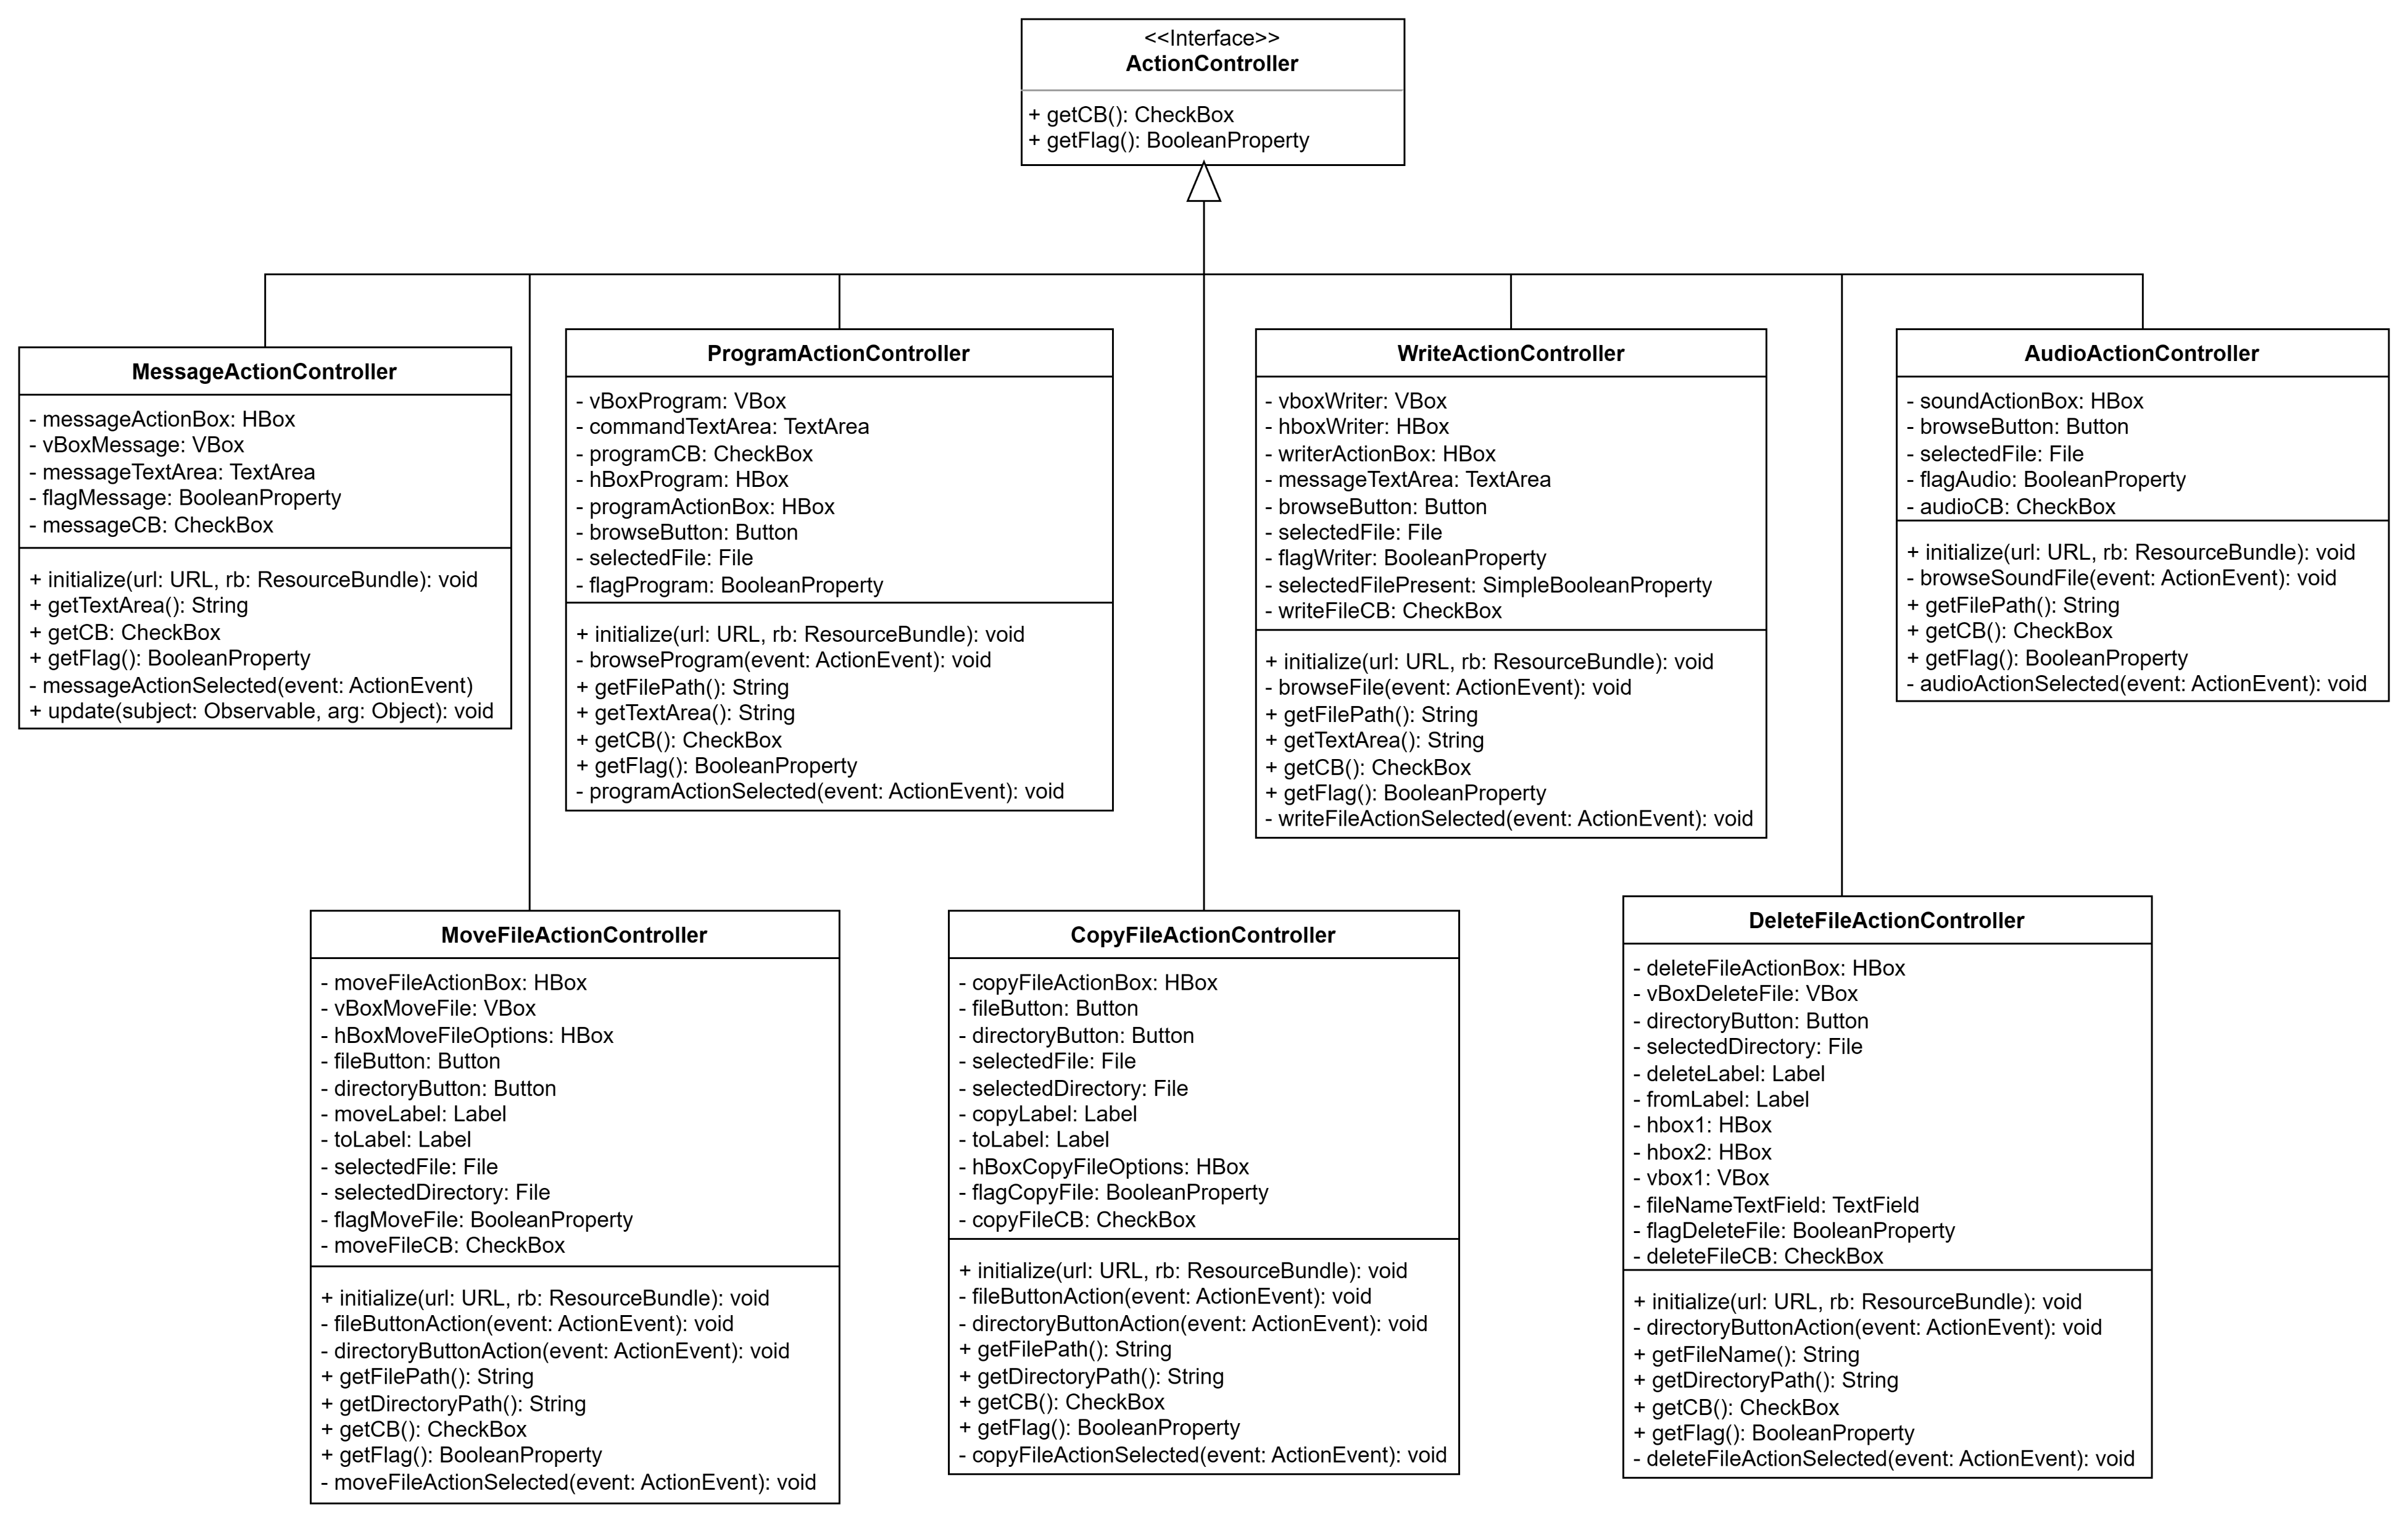 <<Interface>>
ActionController
+ getCB(): CheckBox
+ getFlag(): BooleanProperty
MessageActionController
- messageActionBox: HBox
- vBoxMessage: VBox
- messageTextArea: TextArea
- flagMessage: BooleanProperty
- messageCB: CheckBox
+ initialize(url: URL, rb: ResourceBundle): void
+ getTextArea(): String
+ getCB: CheckBox
+ getFlag(): BooleanProperty
- messageActionSelected(event: ActionEvent)
+ update(subject: Observable, arg: Object): void
ProgramActionController
- vBoxProgram: VBox
- commandTextArea: TextArea
- programCB: CheckBox
- hBoxProgram: HBox
- programActionBox: HBox
- browseButton: Button
- selectedFile: File
- flagProgram: BooleanProperty
+ initialize(url: URL, rb: ResourceBundle): void
- browseProgram(event: ActionEvent): void
+ getFilePath(): String
+ getTextArea(): String
+ getCB(): CheckBox
+ getFlag(): BooleanProperty
- programActionSelected(event: ActionEvent): void
WriteActionController
- vboxWriter: VBox
- hboxWriter: HBox
- writerActionBox: HBox
- messageTextArea: TextArea
- browseButton: Button
- selectedFile: File
- flagWriter: BooleanProperty
- selectedFilePresent: SimpleBooleanProperty
- writeFileCB: CheckBox
+ initialize(url: URL, rb: ResourceBundle): void
- browseFile(event: ActionEvent): void
+ getFilePath(): String
+ getTextArea(): String
+ getCB(): CheckBox
+ getFlag(): BooleanProperty
- writeFileActionSelected(event: ActionEvent): void
AudioActionController
- soundActionBox: HBox
- browseButton: Button
- selectedFile: File
- flagAudio: BooleanProperty
- audioCB: CheckBox
+ initialize(url: URL, rb: ResourceBundle): void
- browseSoundFile(event: ActionEvent): void
+ getFilePath(): String
+ getCB(): CheckBox
+ getFlag(): BooleanProperty
- audioActionSelected(event: ActionEvent): void
MoveFileActionController
- moveFileActionBox: HBox
- vBoxMoveFile: VBox
- hBoxMoveFileOptions: HBox
- fileButton: Button
- directoryButton: Button
- moveLabel: Label
- toLabel: Label
- selectedFile: File
- selectedDirectory: File
- flagMoveFile: BooleanProperty
- moveFileCB: CheckBox
+ initialize(url: URL, rb: ResourceBundle): void
- fileButtonAction(event: ActionEvent): void
- directoryButtonAction(event: ActionEvent): void
+ getFilePath(): String
+ getDirectoryPath(): String
+ getCB(): CheckBox
+ getFlag(): BooleanProperty
- moveFileActionSelected(event: ActionEvent): void
CopyFileActionController
- copyFileActionBox: HBox
- fileButton: Button
- directoryButton: Button
- selectedFile: File
- selectedDirectory: File
- copyLabel: Label
- toLabel: Label
- hBoxCopyFileOptions: HBox
- flagCopyFile: BooleanProperty
- copyFileCB: CheckBox
+ initialize(url: URL, rb: ResourceBundle): void
- fileButtonAction(event: ActionEvent): void
- directoryButtonAction(event: ActionEvent): void
+ getFilePath(): String
+ getDirectoryPath(): String
+ getCB(): CheckBox
+ getFlag(): BooleanProperty
- copyFileActionSelected(event: ActionEvent): void
DeleteFileActionController
- deleteFileActionBox: HBox
- vBoxDeleteFile: VBox
- directoryButton: Button
- selectedDirectory: File
- deleteLabel: Label
- fromLabel: Label
- hbox1: HBox
- hbox2: HBox
- vbox1: VBox
- fileNameTextField: TextField
- flagDeleteFile: BooleanProperty
- deleteFileCB: CheckBox
+ initialize(url: URL, rb: ResourceBundle): void
- directoryButtonAction(event: ActionEvent): void
+ getFileName(): String
+ getDirectoryPath(): String
+ getCB(): CheckBox
+ getFlag(): BooleanProperty
- deleteFileActionSelected(event: ActionEvent): void